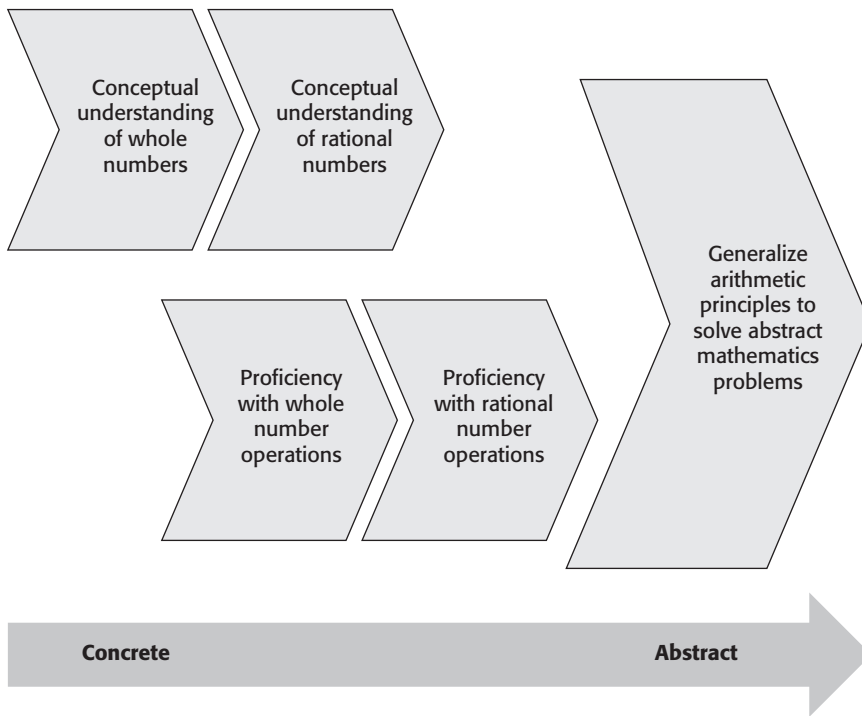 Conceptual
understanding
of whole
numbers
Conceptual
understanding
of rational
numbers
Generalize
arithmetic
principles to
solve abstract
mathematics
problems
Proficiency
with whole
number
operations
Proficiency
with rational
number
operations
Concrete
Abstract